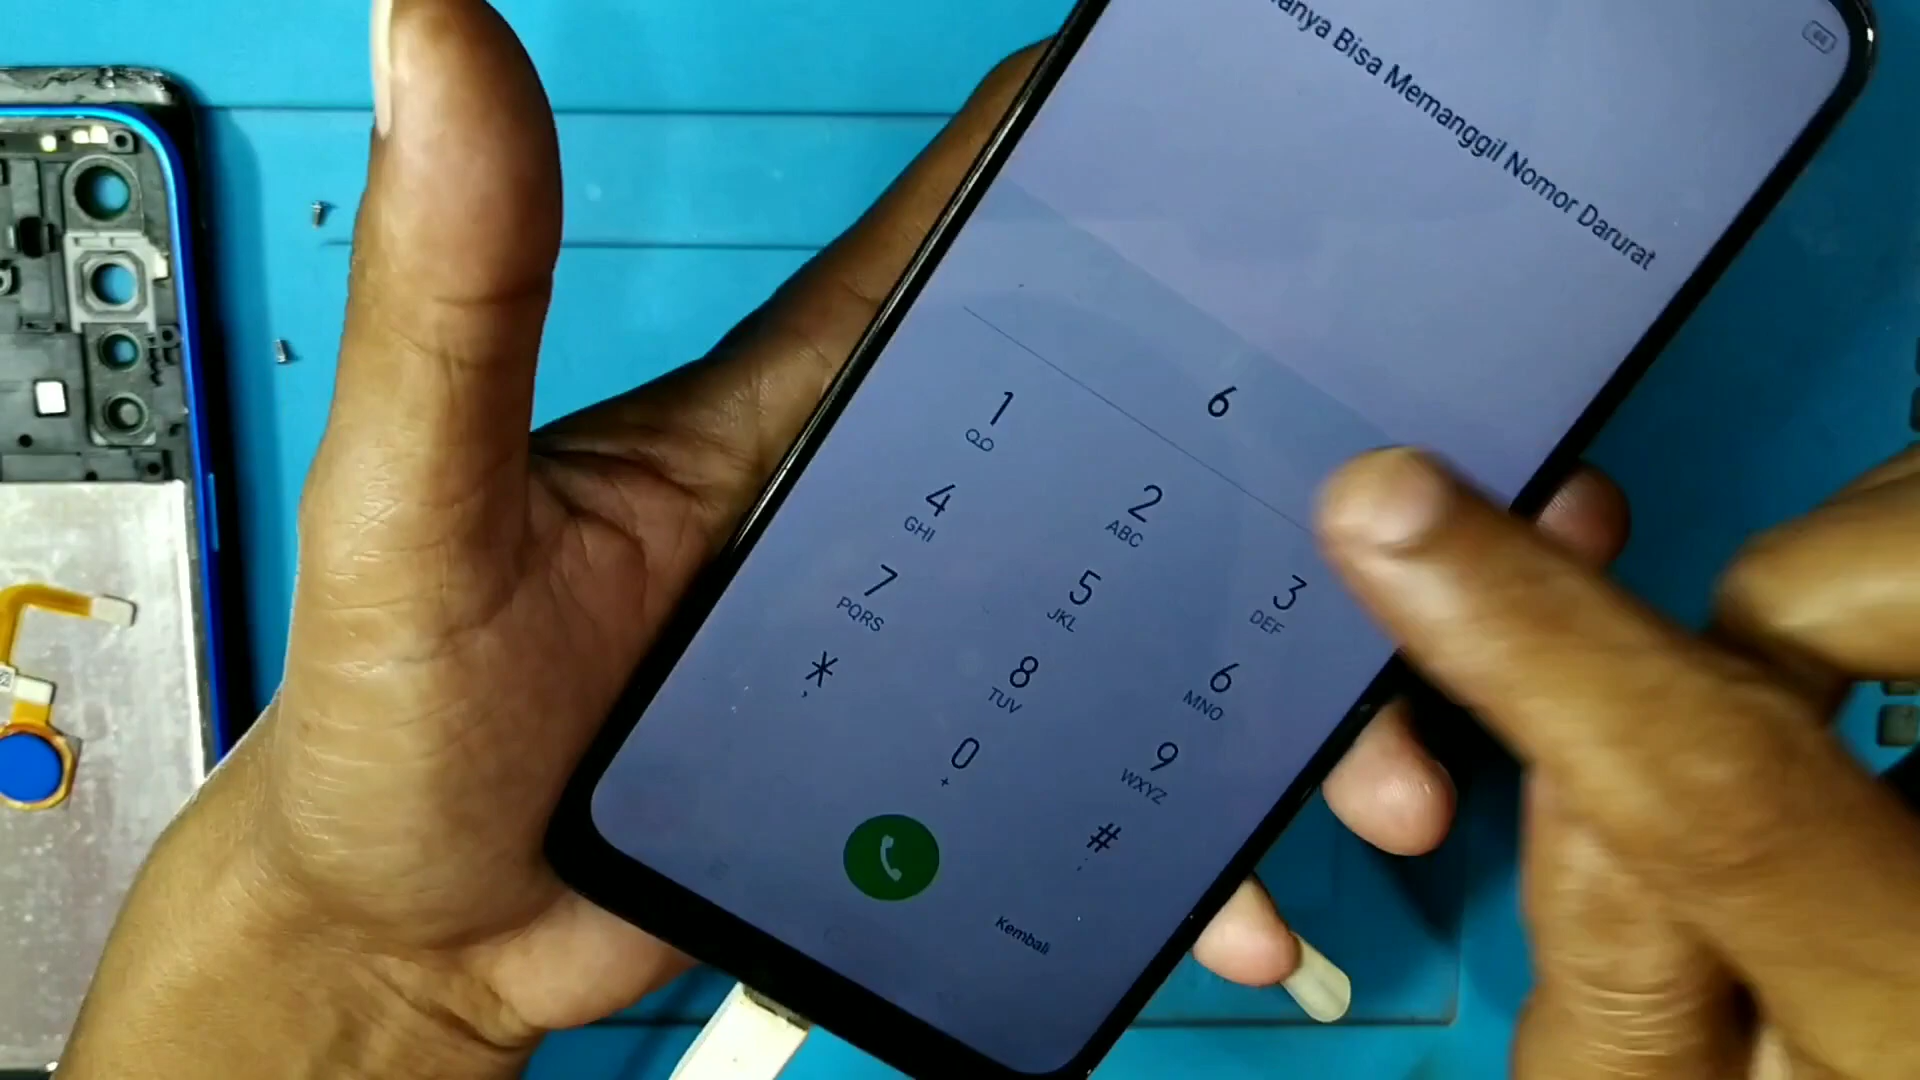 Bisa Memanggil Nomor Darurat
6
1
2
ABC
3
DEF
4
GHI
5
JKL
6
MNO
7
PQRS
8
TUV
9
WXYZ
*
,
0
+
#
;
Kembali